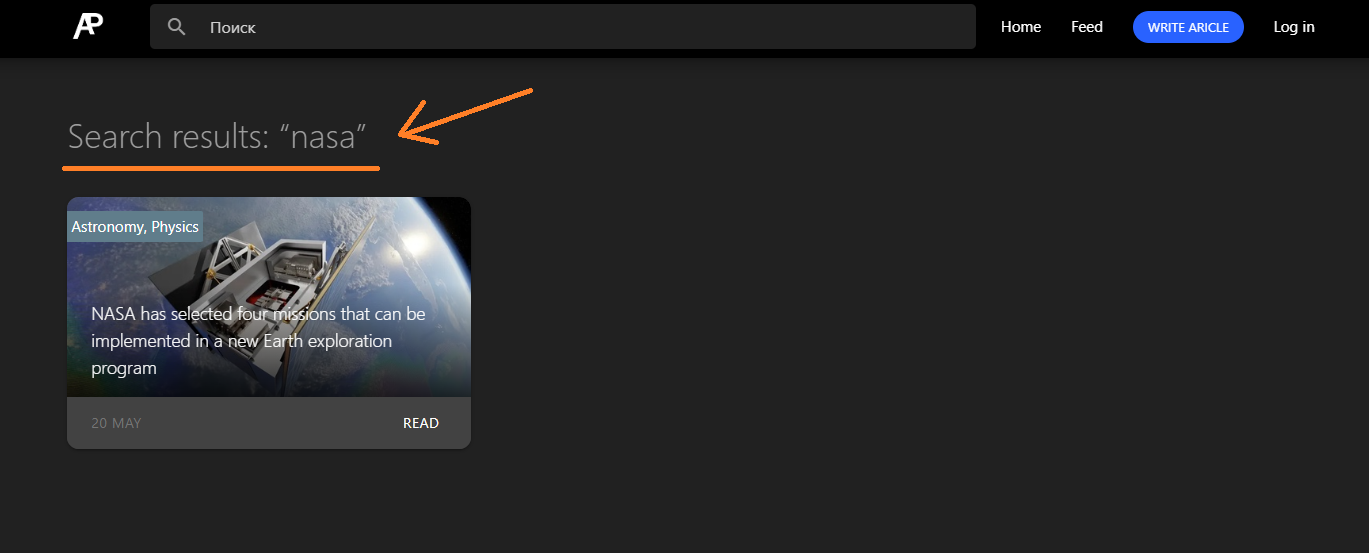 AP
Поиск
Home
Feed
WRITE ARICLE
Log in
Search results: “nasa”
Astronomy, Physics
NASA has selected four missions that can be
implemented in a new Earth exploration
program
20 MAY
READ